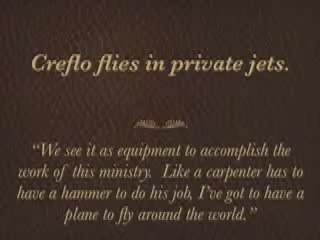 Creflo flies in private jets.
“We see it as equipment to accomplish the
work of this ministry. Like a carpenter has to
have a hammer to do his job, I’ve got to have a
plane to fly around the world.”